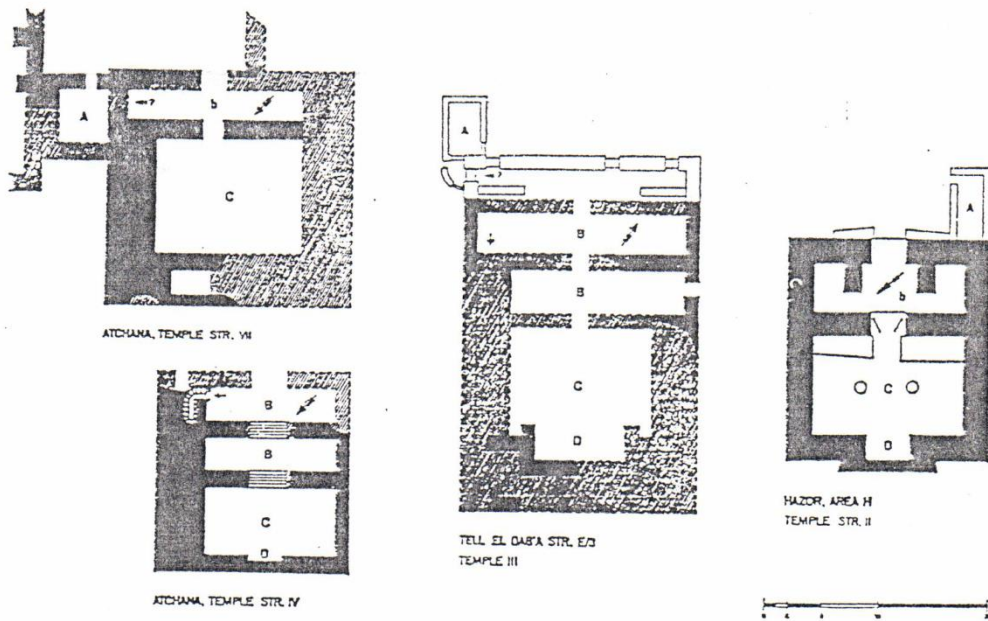 A
b
C
ATCHANA, TEMPLE STR. VII
B
B
C
D
ATCHANA, TEMPLE STR. IV
A
?
B
B
C
D
TELL EL DAB'A STR. E/3
TEMPLE III
A
b
C
D
HAZOR, AREA H
TEMPLE STR. II